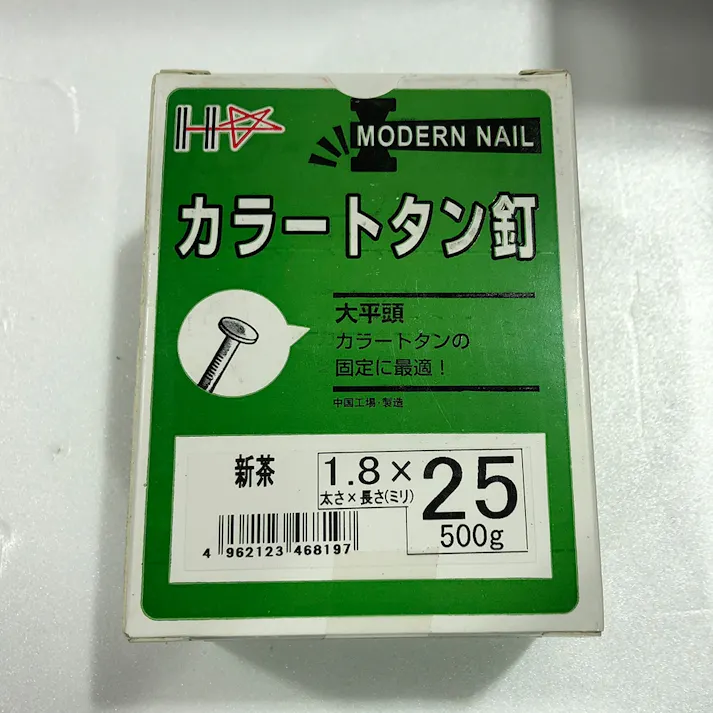 MODERN NAIL
カラートタン釘
大平頭
カラートタンの
固定に最適！
中国工場・製造
新茶
1.8×25
太さ×長さ(ミリ)
500g
4 962123 468197